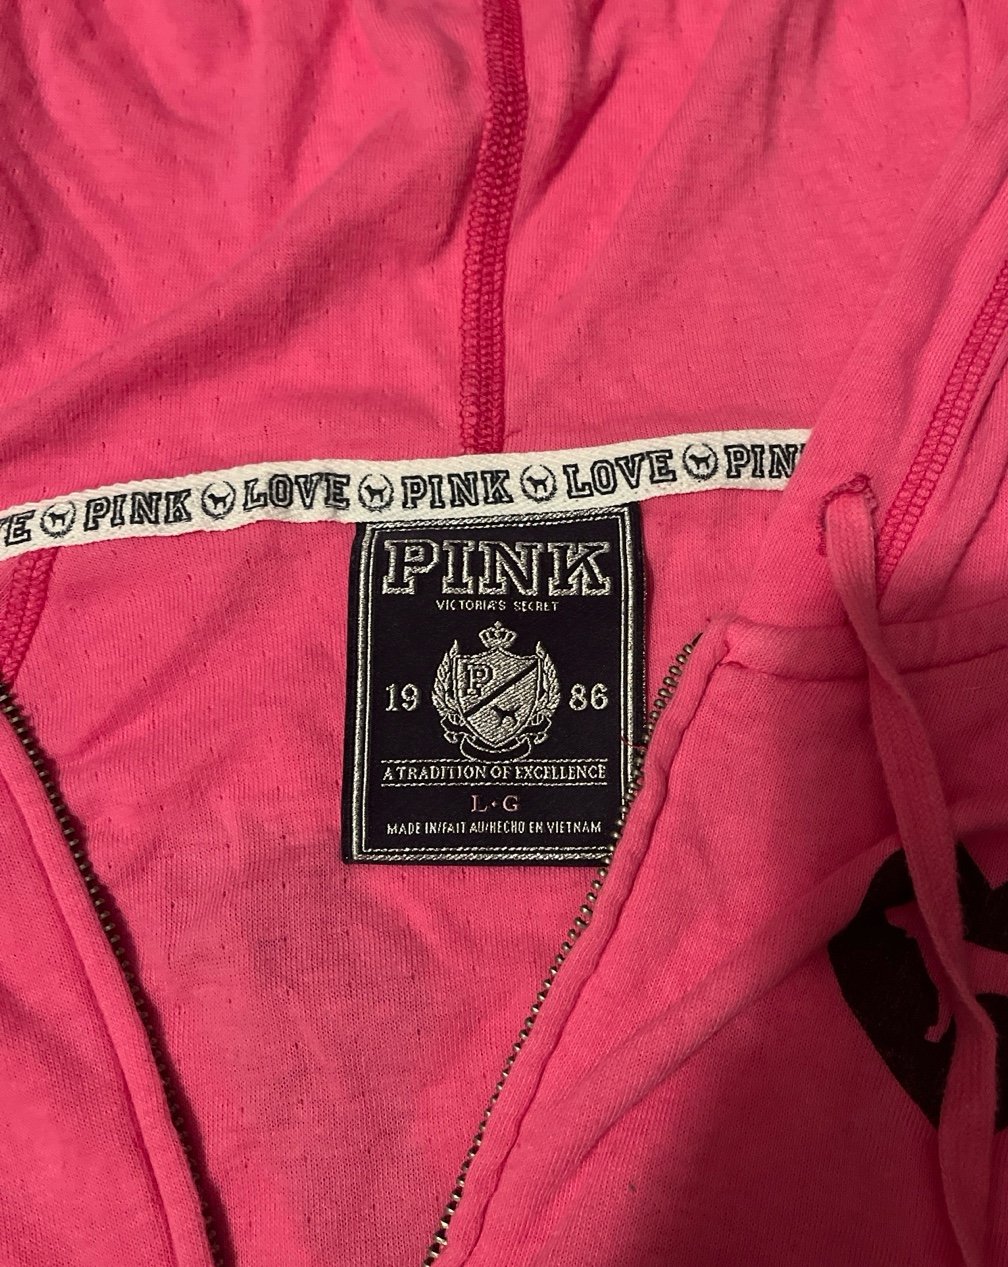 PINK LOVE PINK LOVE
PINK
VICTORIA'S SECRET
P
19 86
A TRADITION OF EXCELLENCE
L·G
MADE IN/FAIT AU/HECHO EN VIETNAM